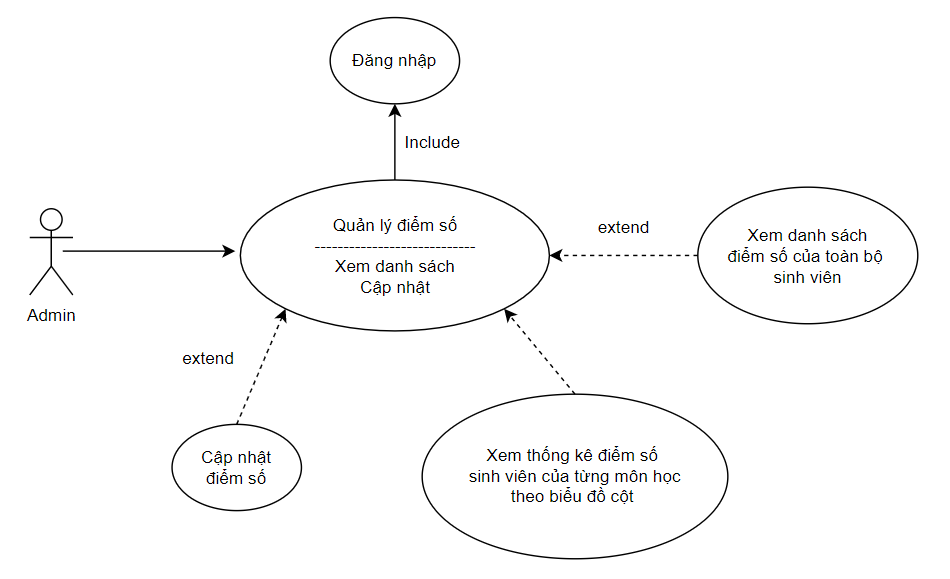 Đăng nhập
Include
Quản lý điểm số
Xem danh sách
Cập nhật
extend
Xem danh sách
điểm số của toàn bộ
sinh viên
Admin
extend
Cập nhật
điểm số
Xem thống kê điểm số
sinh viên của từng môn học
theo biểu đồ cột